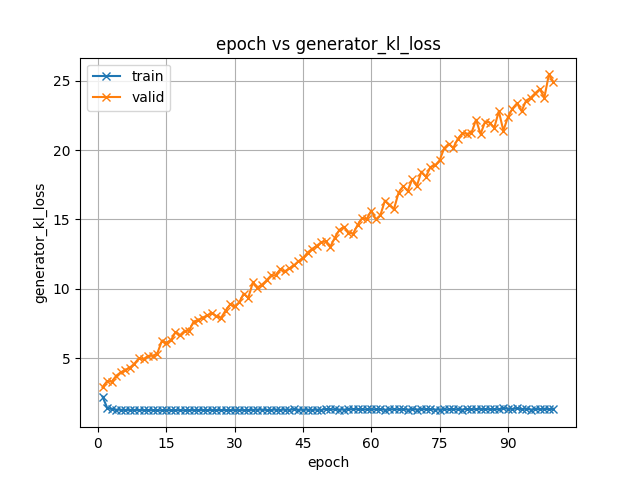 epoch vs generator_kl_loss
train
valid
generator_kl_loss
25
20
15
10
5
0 15 30 45 60 75 90
epoch